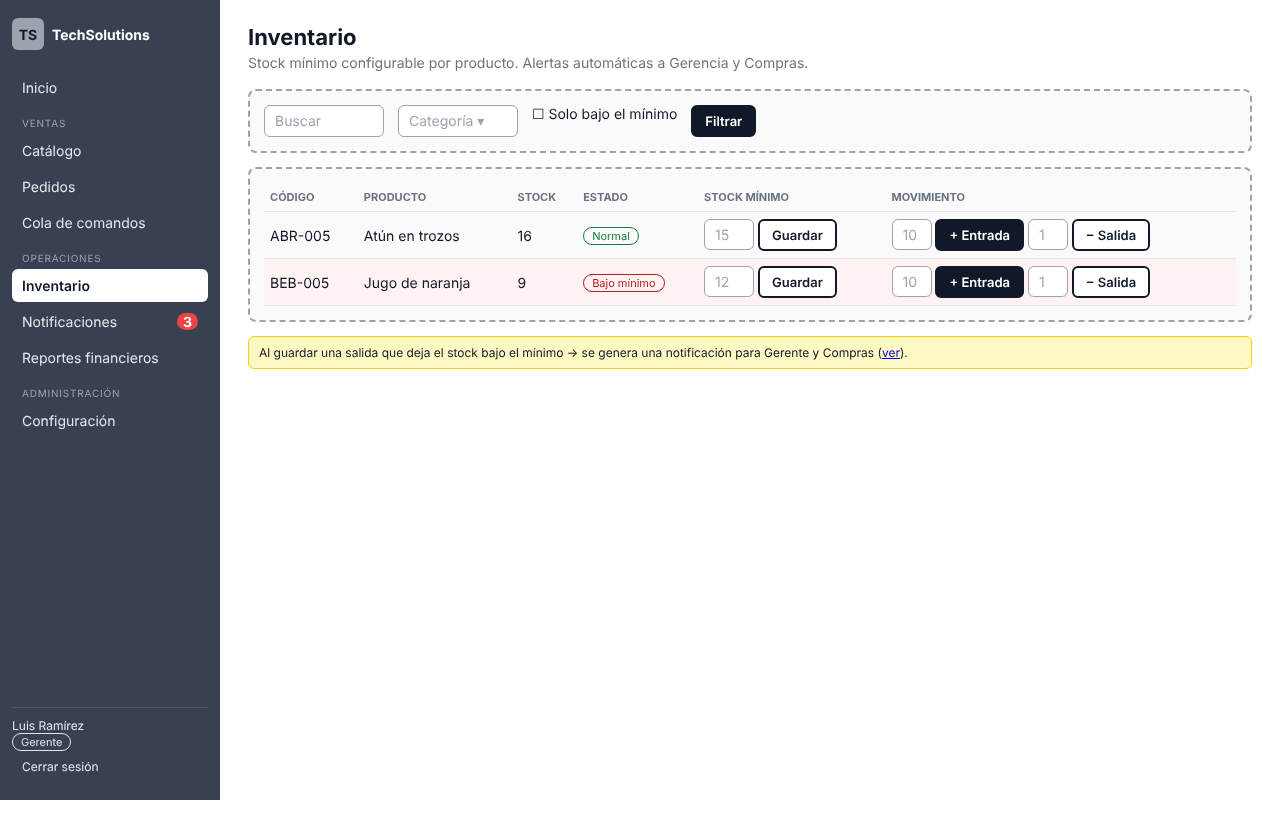 TS TechSolutions
Inicio
VENTAS
Catálogo
Pedidos
Cola de comandos
OPERACIONES
Inventario
Notificaciones 3
Reportes financieros
ADMINISTRACIÓN
Configuración
Luis Ramírez
Gerente
Cerrar sesión
Inventario
Stock mínimo configurable por producto. Alertas automáticas a Gerencia y Compras.
Buscar Categoría ▾ ☐ Solo bajo el mínimo Filtrar
CÓDIGO PRODUCTO STOCK ESTADO STOCK MÍNIMO MOVIMIENTO
ABR-005 Atún en trozos 16 Normal 15 Guardar 10 + Entrada 1 − Salida
BEB-005 Jugo de naranja 9 Bajo mínimo 12 Guardar 10 + Entrada 1 − Salida
Al guardar una salida que deja el stock bajo el mínimo → se genera una notificación para Gerente y Compras (ver).